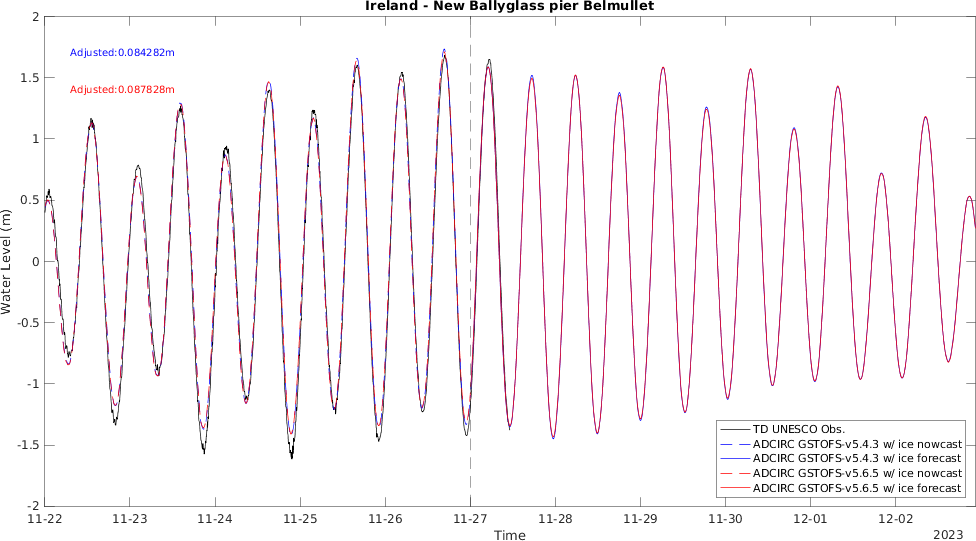 Ireland - New Ballyglass pier Belmullet
Adjusted:0.084282m
Adjusted:0.087828m
2
1.5
1
0.5
0
-0.5
-1
-1.5
-2
Water Level (m)
TD UNESCO Obs.
ADCIRC GSTOFS-v5.4.3 w/ ice nowcast
ADCIRC GSTOFS-v5.4.3 w/ ice forecast
ADCIRC GSTOFS-v5.6.5 w/ ice nowcast
ADCIRC GSTOFS-v5.6.5 w/ ice forecast
11-22 11-23 11-24 11-25 11-26 11-27 11-28 11-29 11-30 12-01 12-02
Time
2023